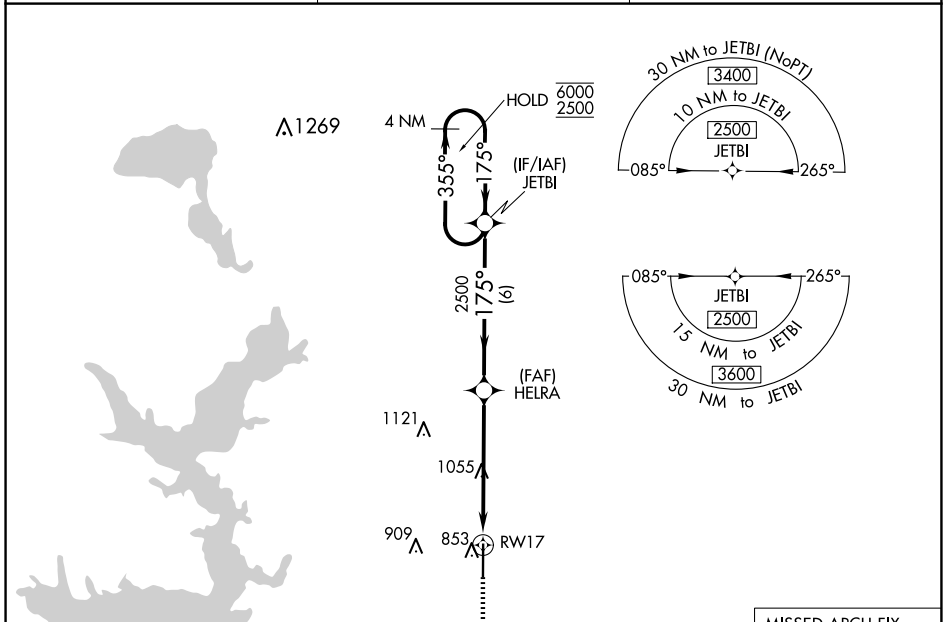 30 NM to JETBI (NoPT)
3400
10 NM to JETBI
2500
JETBI
085°
265°
HOLD 6000
2500
1269
4 NM
355°
175°
(IF/IAF)
JETBI
2500
175°
(6)
085°
265°
JETBI
2500
15 NM to JETBI
3600
30 NM to JETBI
(FAF)
HELRA
1121
1055
909
853
RW17
MISSED APCH FIX